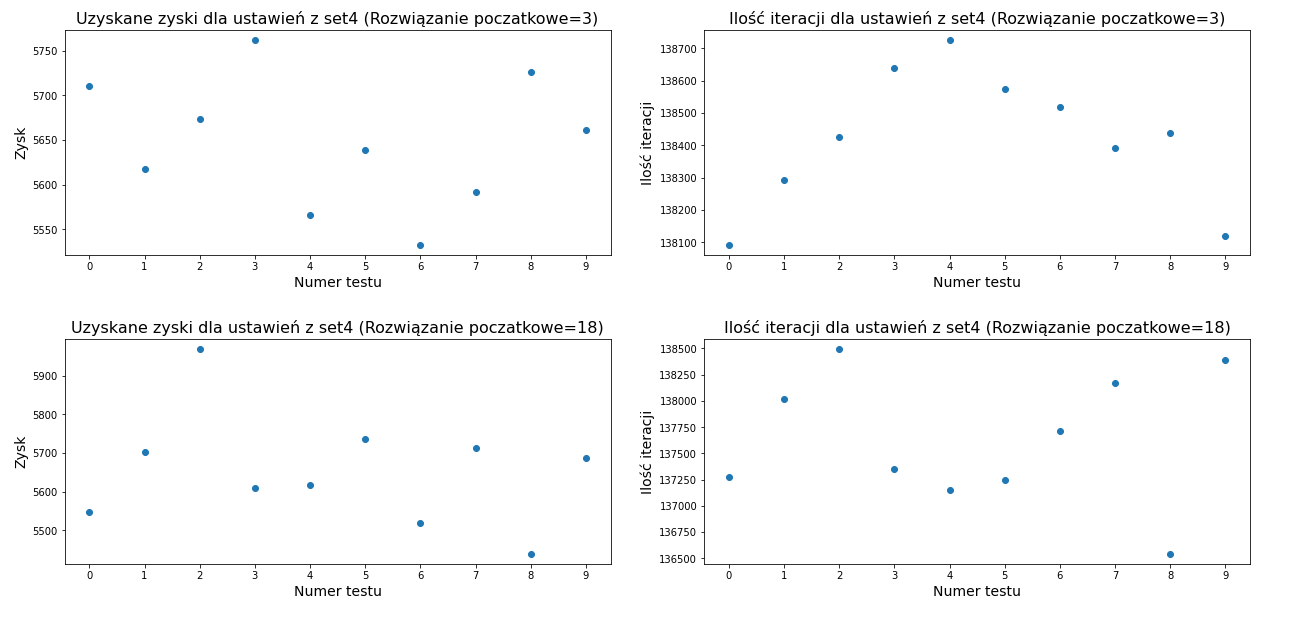 Uzyskane zyski dla ustawień z set4 (Rozwiązanie poczatkowe=3)
Zysk
5750
5700
5650
5600
5550
0 1 2 3 4 5 6 7 8 9
Numer testu
Ilość iteracji dla ustawień z set4 (Rozwiązanie poczatkowe=3)
Ilość iteracji
138700
138600
138500
138400
138300
138200
138100
0 1 2 3 4 5 6 7 8 9
Numer testu
Uzyskane zyski dla ustawień z set4 (Rozwiązanie poczatkowe=18)
Zysk
5900
5800
5700
5600
5500
0 1 2 3 4 5 6 7 8 9
Numer testu
Ilość iteracji dla ustawień z set4 (Rozwiązanie poczatkowe=18)
Ilość iteracji
138500
138250
138000
137750
137500
137250
137000
136750
136500
0 1 2 3 4 5 6 7 8 9
Numer testu